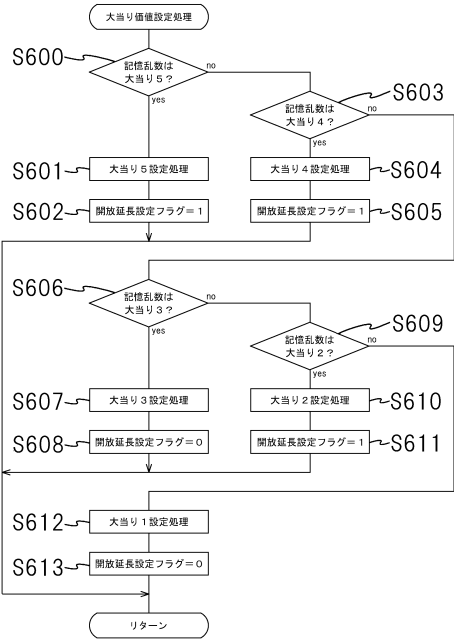 大当り価値設定処理
S600
記憶乱数は
大当り5?
no
yes
S603
記憶乱数は
大当り4?
no
yes
S601
大当り5設定処理
大当り4設定処理
S604
S602
開放延長設定フラグ=1
開放延長設定フラグ=1
S605
S606
記憶乱数は
大当り3?
no
yes
S609
記憶乱数は
大当り2?
no
yes
S607
大当り3設定処理
大当り2設定処理
S610
S608
開放延長設定フラグ=0
開放延長設定フラグ=1
S611
S612
大当り1設定処理
S613
開放延長設定フラグ=0
リターン